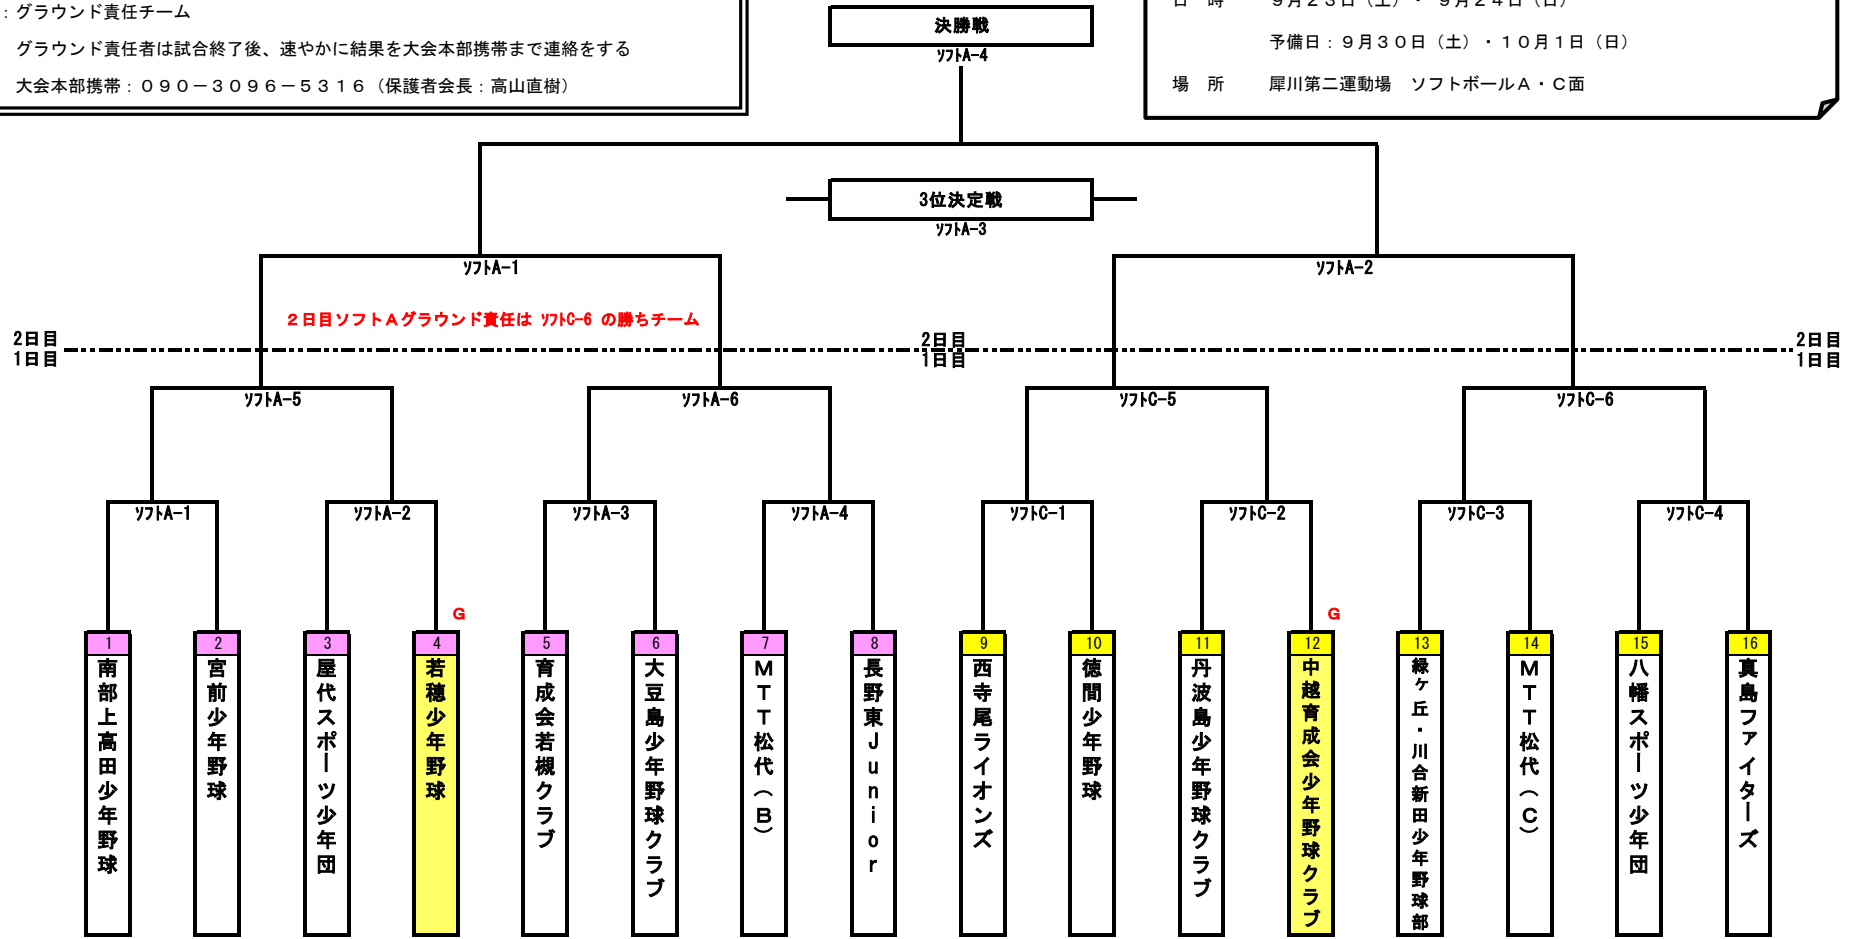 ：グラウンド責任チーム
グラウンド責任者は試合終了後、速やかに結果を大会本部携帯まで連絡をする
大会本部携帯：０９０－３０９６－５３１６（保護者会長：高山直樹）
日　時　９月２３日（土）・９月２４日（日）
予備日：９月３０日（土）・１０月１日（日）
場　所　犀川第二運動場　ソフトボールＡ・Ｃ面
決勝戦
ｿﾌﾄA-4
3位決定戦
ｿﾌﾄA-3
ｿﾌﾄA-1
ｿﾌﾄA-2
２日目ソフトＡグラウンド責任は ｿﾌﾄC-6 の勝ちチーム
2日目
1日目
2日目
1日目
2日目
1日目
ｿﾌﾄA-5
ｿﾌﾄA-6
ｿﾌﾄC-5
ｿﾌﾄC-6
ｿﾌﾄA-1
ｿﾌﾄA-2
ｿﾌﾄA-3
ｿﾌﾄA-4
ｿﾌﾄC-1
ｿﾌﾄC-2
ｿﾌﾄC-3
ｿﾌﾄC-4
G
G
1
南部上高田少年野球
2
宮前少年野球
3
屋代スポーツ少年団
4
若穂少年野球
5
育成会若槻クラブ
6
大豆島少年野球クラブ
7
ＭＴＴ松代（Ｂ）
8
長野東Ｊｕｎｉｏｒ
9
西寺尾ライオンズ
10
徳間少年野球
11
丹波島少年野球クラブ
12
中越育成会少年野球クラブ
13
緑ヶ丘・川合新田少年野球部
14
ＭＴＴ松代（Ｃ）
15
八幡スポーツ少年団
16
真島ファイターズ